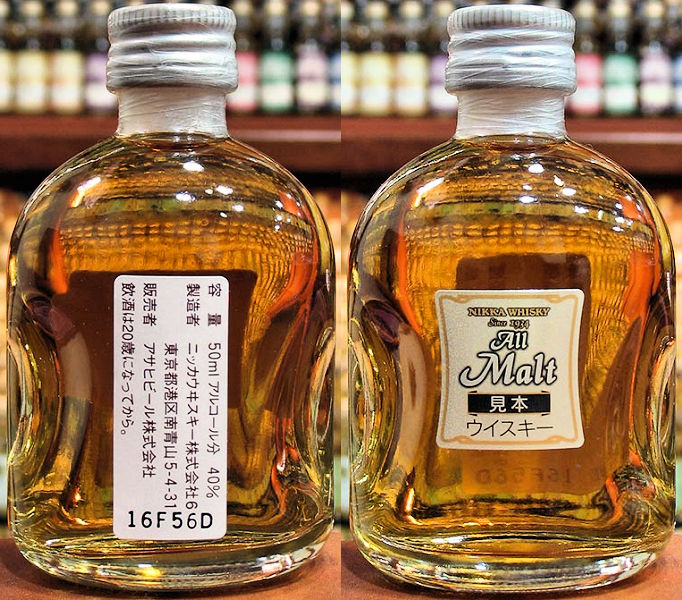 容　量　50ml アルコール分　40%
製造者　ニッカウヰスキー株式会社6
東京都港区南青山5-4-31
販売者　アサヒビール株式会社
飲酒は20歳になってから。
16F56D
NIKKA WHISKY
Since 1934
All
Malt
見本
ウイスキー